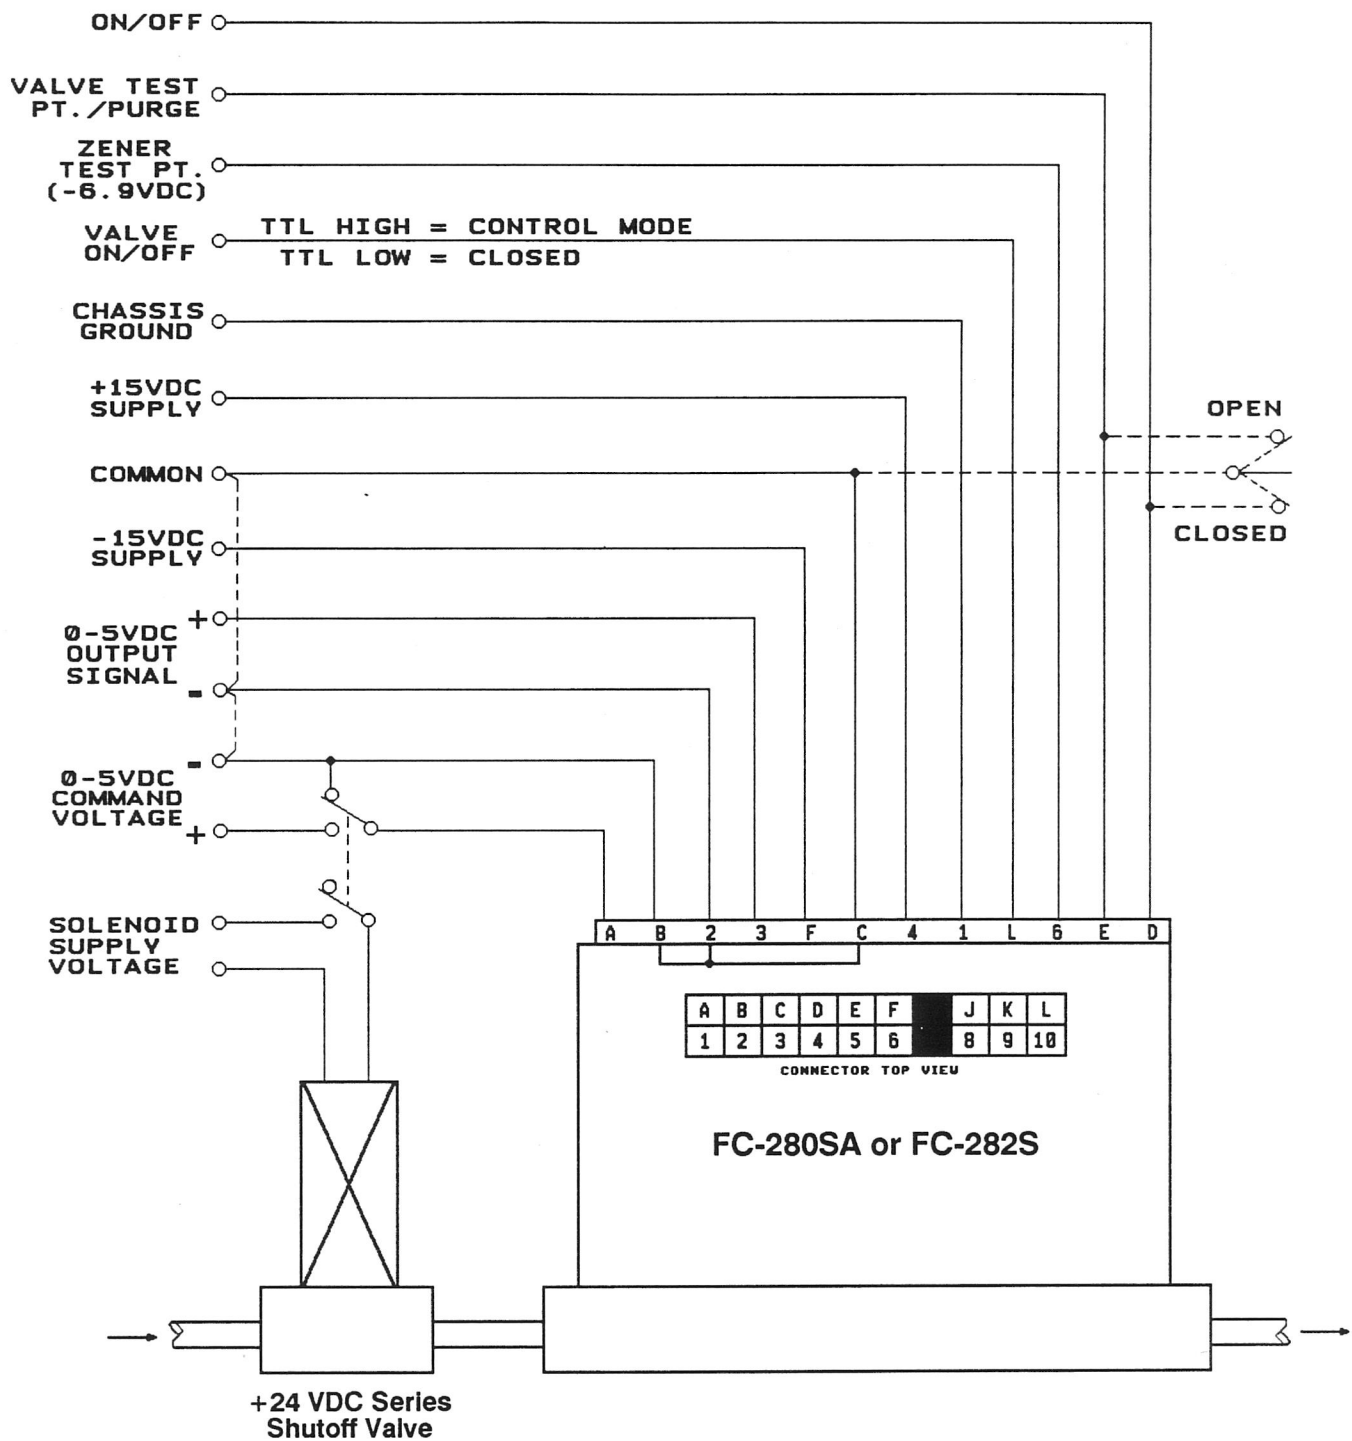 ON/OFF
VALVE TEST
PT./PURGE
ZENER
TEST PT.
(-6.9VDC)
VALVE
ON/OFF
TTL HIGH = CONTROL MODE
TTL LOW = CLOSED
CHASSIS
GROUND
+15VDC
SUPPLY
OPEN
COMMON
CLOSED
-15VDC
SUPPLY
+
0-5VDC
OUTPUT
SIGNAL
-
-
0-5VDC
COMMAND
VOLTAGE
+
SOLENOID
SUPPLY
VOLTAGE
A B 2 3 F C 4 1 L 6 E D
A B C D E F J K L
1 2 3 4 5 6 8 9 10
CONNECTOR TOP VIEW
FC-280SA or FC-282S
+24 VDC Series
Shutoff Valve